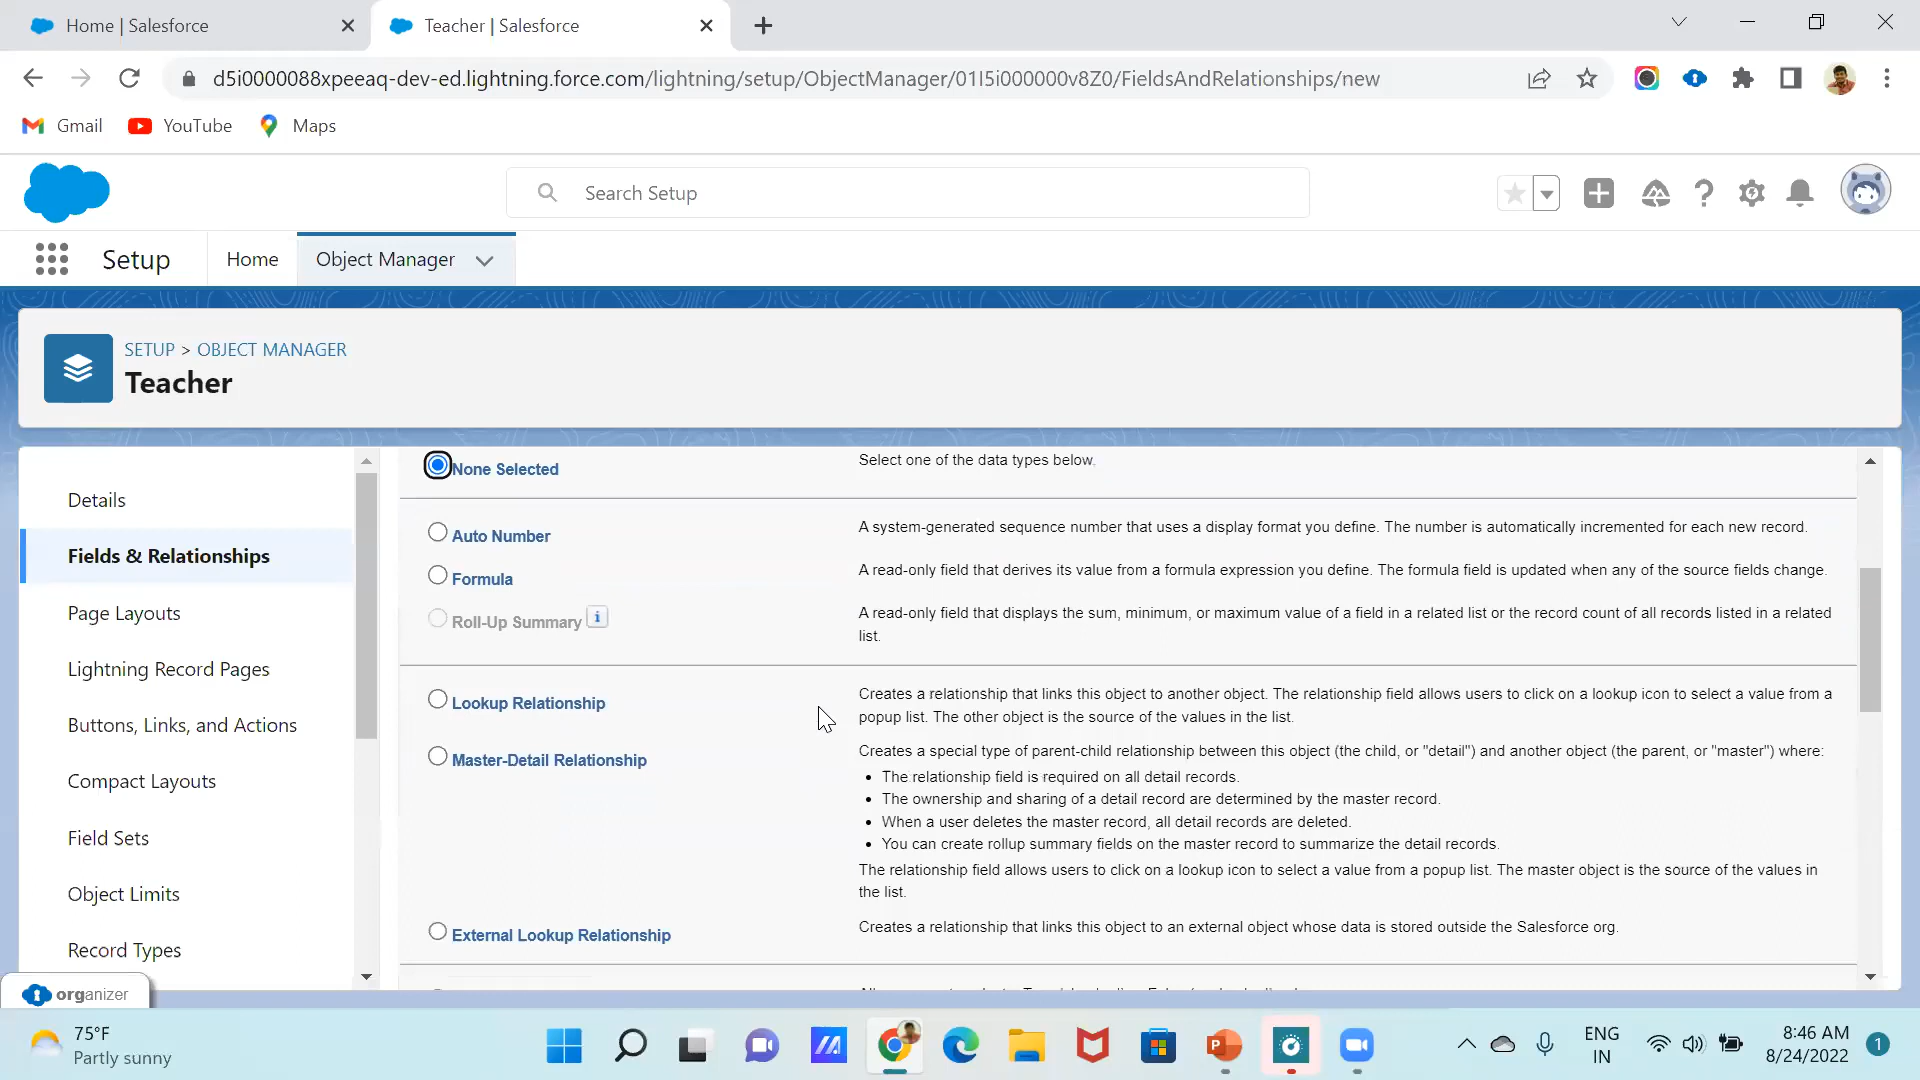 Home | Salesforce
Teacher | Salesforce
d5i0000088xpeeaq-dev-ed.lightning.force.com/lightning/setup/ObjectManager/01I5i000000v8Z0/FieldsAndRelationships/new
Gmail
YouTube
Maps
Search Setup
Setup
Home
Object Manager
SETUP > OBJECT MANAGER
Teacher
Details
Fields & Relationships
Page Layouts
Lightning Record Pages
Buttons, Links, and Actions
Compact Layouts
Field Sets
Object Limits
Record Types
None Selected
Select one of the data types below.
Auto Number
A system-generated sequence number that uses a display format you define. The number is automatically incremented for each new record.
Formula
A read-only field that derives its value from a formula expression you define. The formula field is updated when any of the source fields change.
Roll-Up Summary
i
A read-only field that displays the sum, minimum, or maximum value of a field in a related list or the record count of all records listed in a related
list.
Lookup Relationship
Creates a relationship that links this object to another object. The relationship field allows users to click on a lookup icon to select a value from a
popup list. The other object is the source of the values in the list.
Master-Detail Relationship
Creates a special type of parent-child relationship between this object (the child, or "detail") and another object (the parent, or "master") where:
• The relationship field is required on all detail records.
• The ownership and sharing of a detail record are determined by the master record.
• When a user deletes the master record, all detail records are deleted.
• You can create rollup summary fields on the master record to summarize the detail records.
The relationship field allows users to click on a lookup icon to select a value from a popup list. The master object is the source of the values in
the list.
External Lookup Relationship
Creates a relationship that links this object to an external object whose data is stored outside the Salesforce org.
organizer
75°F
Partly sunny
ENG
IN
8:46 AM
8/24/2022
1